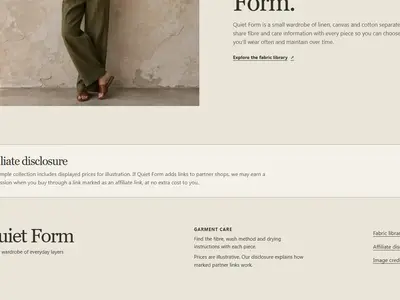 Form.
Quiet Form is a small wardrobe of linen, canvas and cotton separates
share fibre and care information with every piece so you can choose
you'll wear often and maintain over time.
Explore the fabric library ↗
liate disclosure
mple collection includes displayed prices for illustration. If Quiet Form adds links to partner shops, we may earn a
ssion when you buy through a link marked as an affiliate link, at no extra cost to you.
uiet Form
wardrobe of everyday layers
GARMENT CARE
Find the fibre, wash method and drying
instructions with each piece.
Prices are illustrative. Our disclosure explains how
marked partner links work.
Fabric librar
Affiliate dis
Image credi